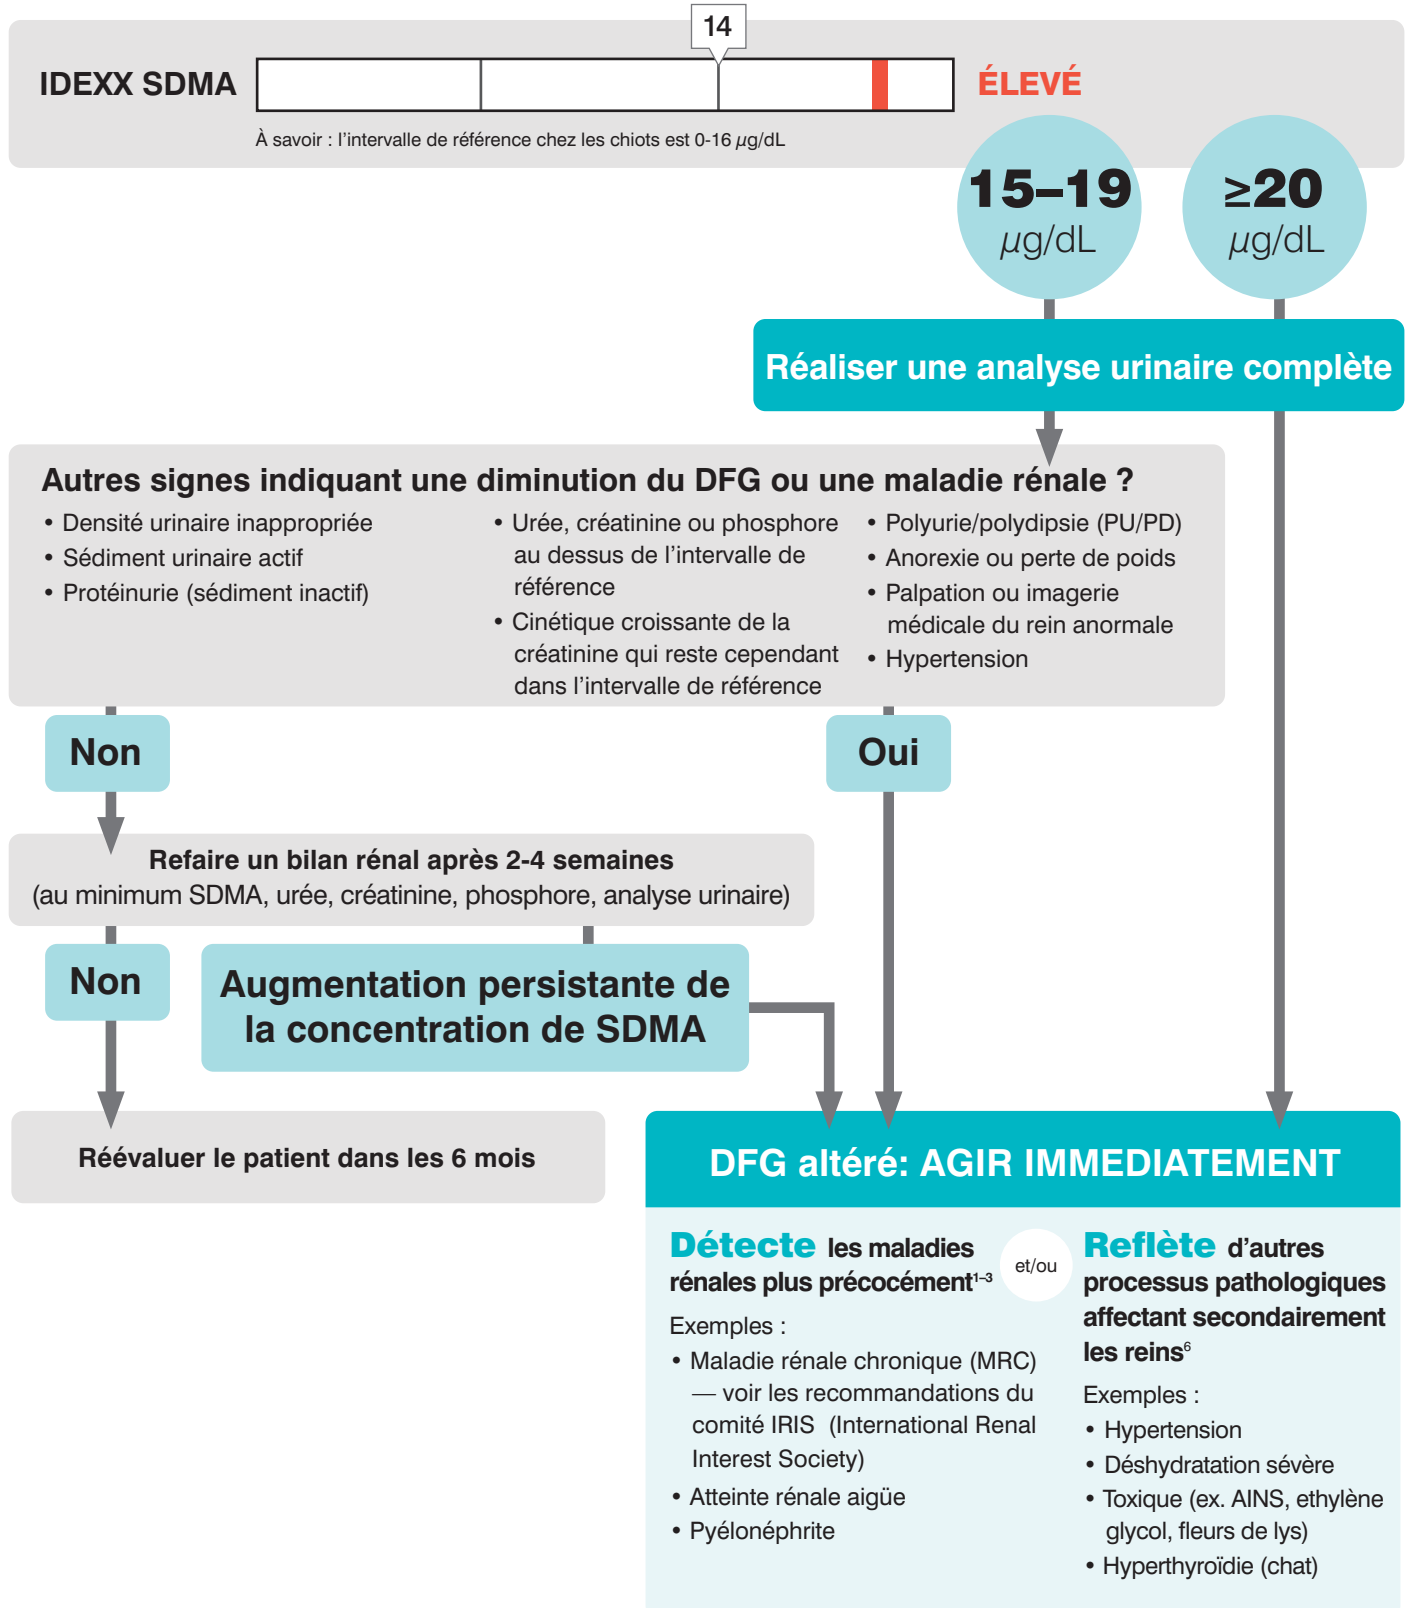 14
IDEXX SDMA
ÉLEVÉ
À savoir : l’intervalle de référence chez les chiots est 0-16 µg/dL
15–19
µg/dL
≥20
µg/dL
Réaliser une analyse urinaire complète
Autres signes indiquant une diminution du DFG ou une maladie rénale ?
• Densité urinaire inappropriée
• Sédiment urinaire actif
• Protéinurie (sédiment inactif)
• Urée, créatinine ou phosphore
au dessus de l’intervalle de
référence
• Cinétique croissante de la
créatinine qui reste cependant
dans l’intervalle de référence
• Polyurie/polydipsie (PU/PD)
• Anorexie ou perte de poids
• Palpation ou imagerie
médicale du rein anormale
• Hypertension
Non
Oui
Refaire un bilan rénal après 2-4 semaines
(au minimum SDMA, urée, créatinine, phosphore, analyse urinaire)
Non
Augmentation persistante de
la concentration de SDMA
Réévaluer le patient dans les 6 mois
DFG altéré: AGIR IMMEDIATEMENT
Détecte les maladies
rénales plus précocément1–3
Exemples :
• Maladie rénale chronique (MRC)
— voir les recommandations du
comité IRIS (International Renal
Interest Society)
• Atteinte rénale aigüe
• Pyélonéphrite
et/ou
Reflète d’autres
processus pathologiques
affectant secondairement
les reins6
Exemples :
• Hypertension
• Déshydratation sévère
• Toxique (ex. AINS, ethylène
glycol, fleurs de lys)
• Hyperthyroïdie (chat)